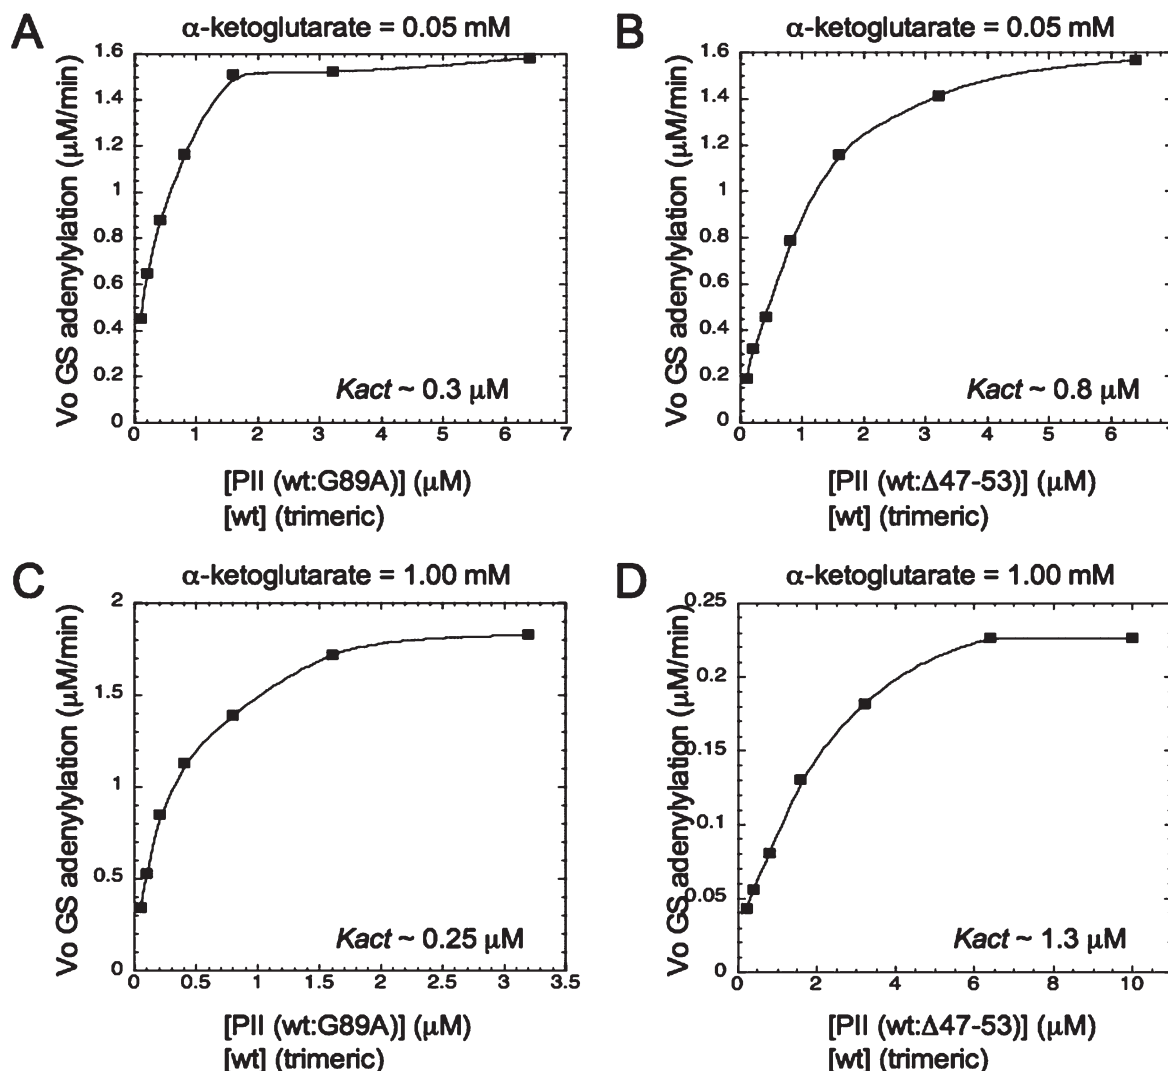 A
α-ketoglutarate = 0.05 mM
Vo GS adenylylation (μM/min)
1.6
1.4
1.2
1
0.8
0.6
0.4
0.2
0
Kact ~ 0.3 μM
0 1 2 3 4 5 6 7
[PII (wt:G89A)] (μM)
[wt] (trimeric)
B
α-ketoglutarate = 0.05 mM
Vo GS adenylylation (μM/min)
1.6
1.4
1.2
1
0.8
0.6
0.4
0.2
0
Kact ~ 0.8 μM
0 1 2 3 4 5 6 7
[PII (wt:Δ47-53)] (μM)
[wt] (trimeric)
C
α-ketoglutarate = 1.00 mM
Vo GS adenylylation (μM/min)
2
1.5
1
0.5
0
Kact ~ 0.25 μM
0 0.5 1 1.5 2 2.5 3 3.5
[PII (wt:G89A)] (μM)
[wt] (trimeric)
D
α-ketoglutarate = 1.00 mM
Vo GS adenylylation (μM/min)
0.25
0.2
0.15
0.1
0.05
0
Kact ~ 1.3 μM
0 2 4 6 8 10
[PII (wt:Δ47-53)] (μM)
[wt] (trimeric)